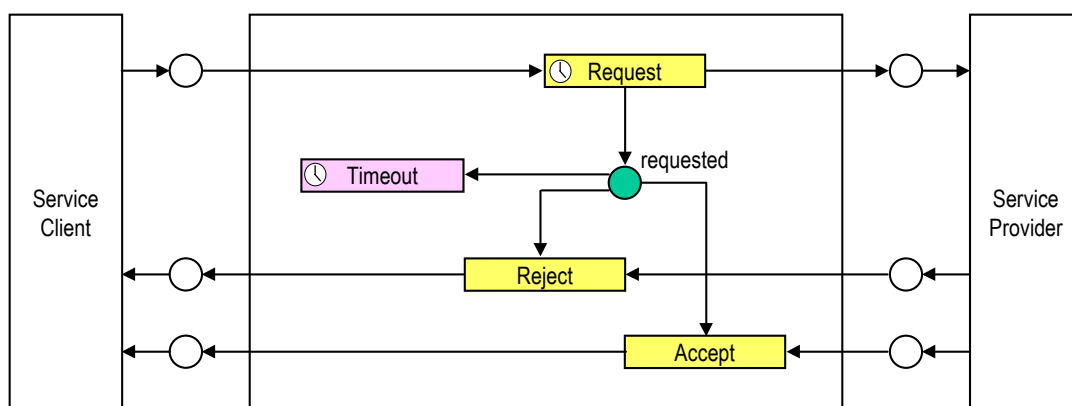 Request
requested
Timeout
Service
Client
Service
Provider
Reject
Accept